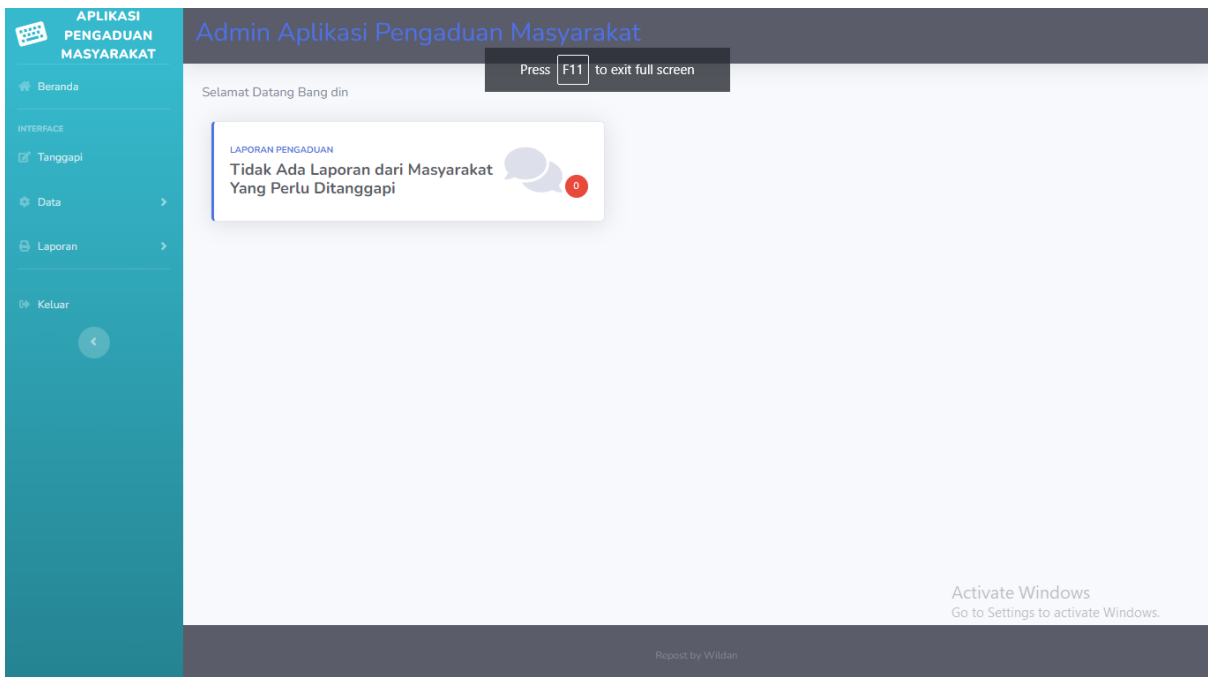 APLIKASI
PENGADUAN
MASYARAKAT
Beranda
INTERFACE
Tanggapi
Data
Laporan
Keluar
Admin Aplikasi Pengaduan Masyarakat
Press F11 to exit full screen
Selamat Datang Bang din
LAPORAN PENGADUAN
Tidak Ada Laporan dari Masyarakat
Yang Perlu Ditanggapi
0
Activate Windows
Go to Settings to activate Windows.
Repost by Wildan